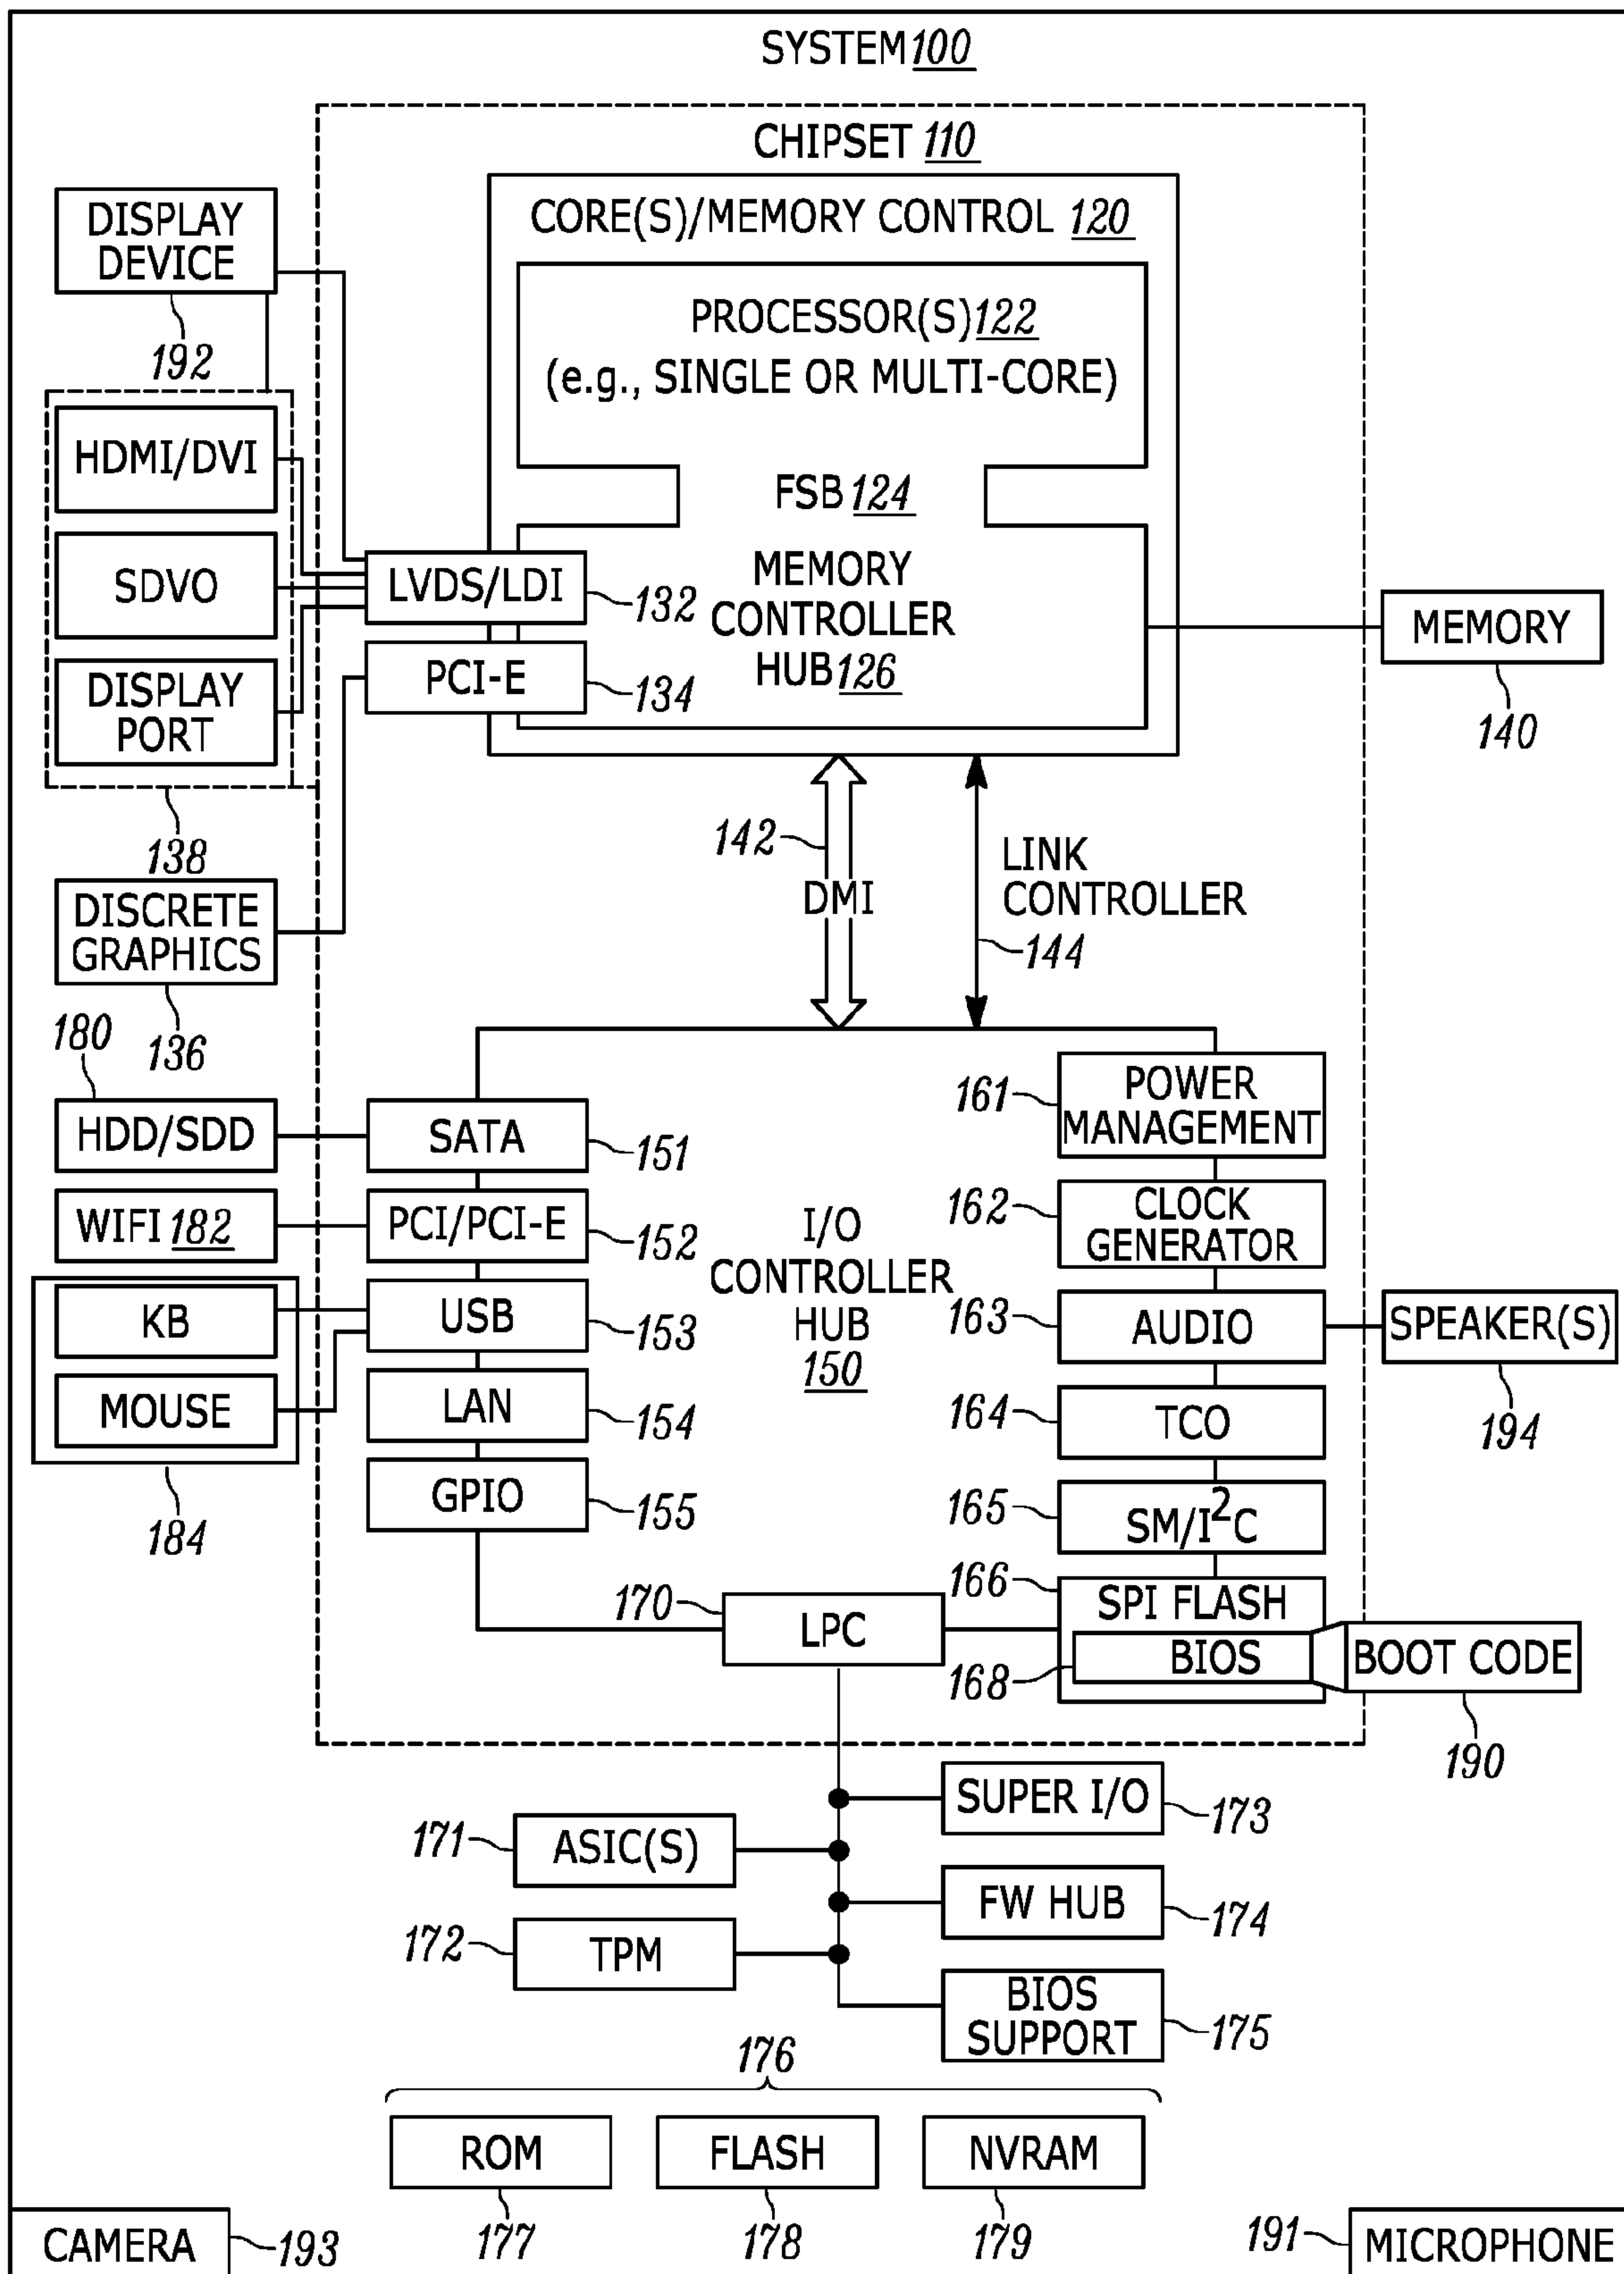 SYSTEM 100
CHIPSET 110
CORE(S)/MEMORY CONTROL 120
PROCESSOR(S) 122
(e.g., SINGLE OR MULTI-CORE)
FSB 124
MEMORY
CONTROLLER
HUB 126
DISPLAY
DEVICE
192
HDMI/DVI
SDVO
DISPLAY
PORT
138
LVDS/LDI
132
PCI-E
134
MEMORY
140
DISCRETE
GRAPHICS
136
142
DMI
LINK
CONTROLLER
144
180
HDD/SDD
WIFI 182
KB
MOUSE
184
SATA
151
PCI/PCI-E
152
USB
153
LAN
154
GPIO
155
I/O
CONTROLLER
HUB
150
161
POWER
MANAGEMENT
162
CLOCK
GENERATOR
163
AUDIO
SPEAKER(S)
194
164
TCO
165
SM/I²C
166
SPI FLASH
168
BIOS
BOOT CODE
190
170
LPC
SUPER I/O
173
171
ASIC(S)
FW HUB
174
172
TPM
BIOS
SUPPORT
175
176
ROM
177
FLASH
178
NVRAM
179
CAMERA
193
191
MICROPHONE